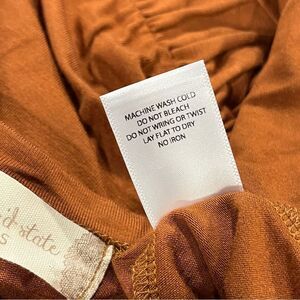 MACHINE WASH COLD
DO NOT BLEACH
DO NOT WRING OR TWIST
LAY FLAT TO DRY
NO IRON
state